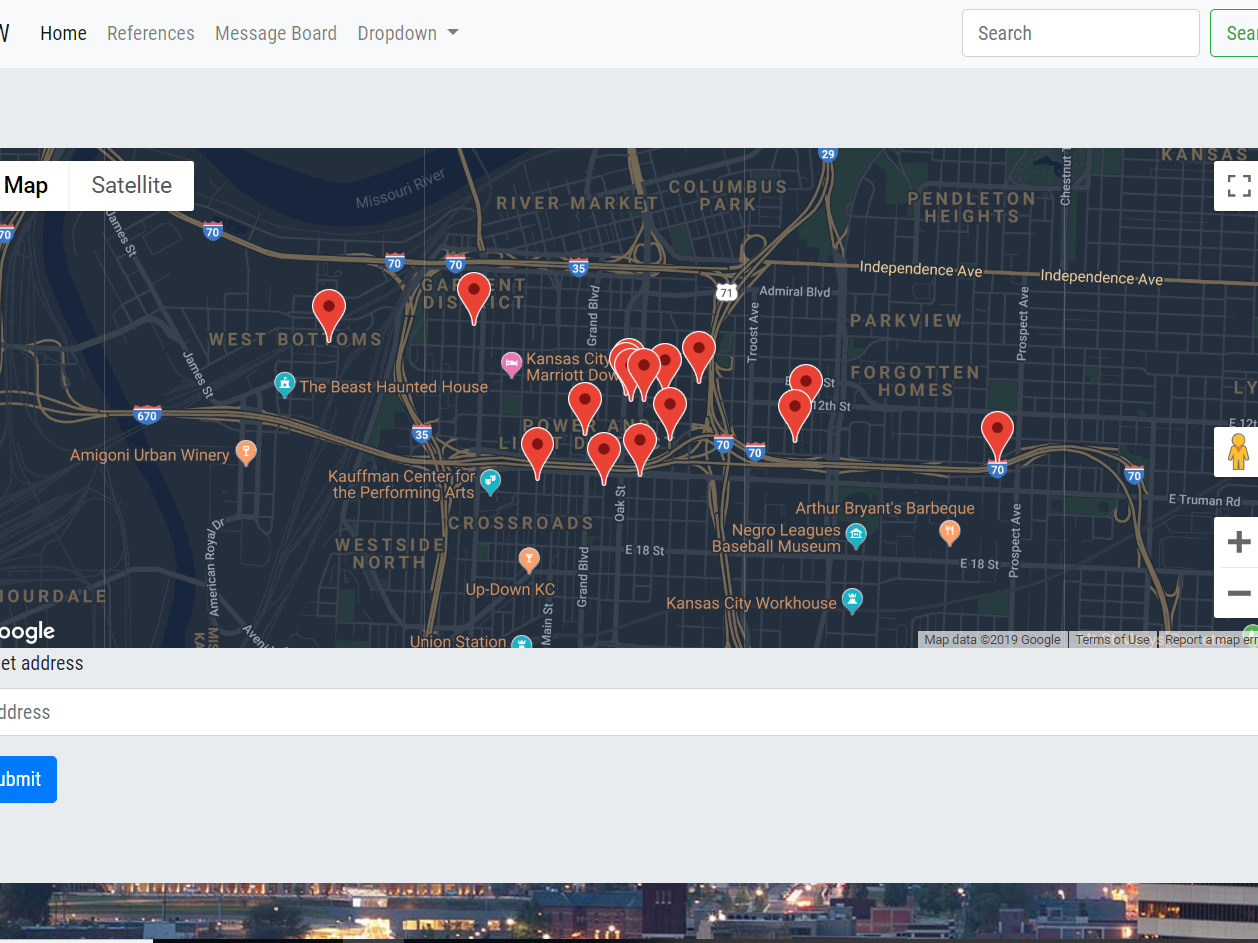 W Home References Message Board Dropdown Search Sear
Map Satellite
Missouri River
RIVER MARKET
COLUMBUS
PARK
PENDLETON
HEIGHTS
KANSAS
Chestnut T
29
James St
70
70
70
70
35
71
Independence Ave
Independence Ave
Admiral Blvd
DISTRICT
WEST BOTTOMS
Grand Blvd
Troost Ave
PARKVIEW
Prospect Ave
James St
The Beast Haunted House
Kansas City
Marriott Dow
FORGOTTEN
HOMES
LY
St
12th St
E 12t
670
35
POWER AND
70
70
70
70
Amigoni Urban Winery
Kauffman Center for
the Performing Arts
Oak St
E Truman Rd
CROSSROADS
Arthur Bryant's Barbeque
Negro Leagues
Baseball Museum
WESTSIDE
NORTH
E 18 St
E 18 St
Prospect Ave
American Royal Dr
Up-Down KC
Grand Blvd
Main St
Kansas City Workhouse
OURDALE
Union Station
oogle
Map data ©2019 Google Terms of Use Report a map err
et address
ddress
ubmit